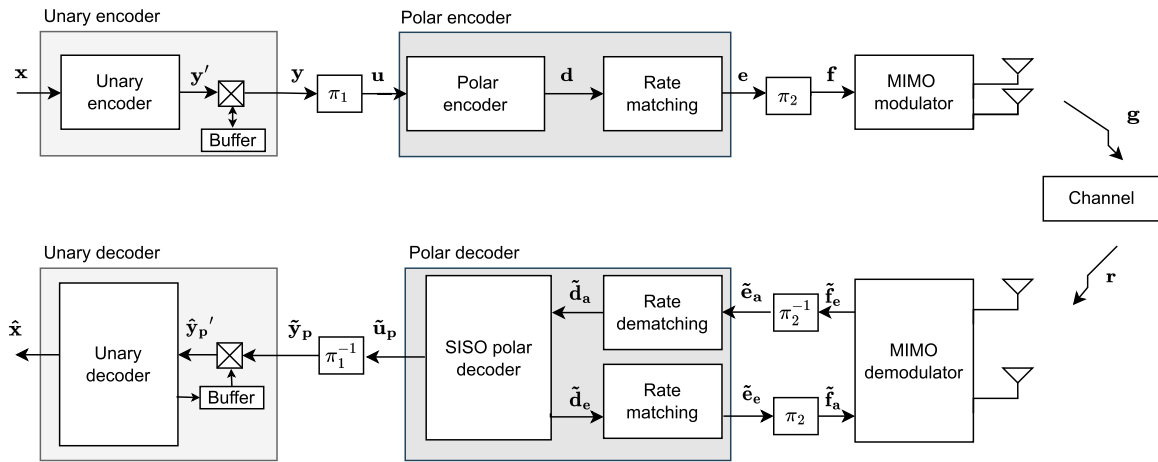 Unary encoder
Polar encoder
x
Unary
encoder
y′
Buffer
y
π₁
u
Polar
encoder
d
Rate
matching
e
π₂
f
MIMO
modulator
g
Channel
r
Unary decoder
Polar decoder
x̂
Unary
decoder
ŷₚ′
Buffer
ỹₚ
π₁⁻¹
ũₚ
SISO polar
decoder
d̃ₐ
Rate
dematching
ẽₐ
π₂⁻¹
f̃ₑ
MIMO
demodulator
d̃ₑ
Rate
matching
ẽₑ
π₂
f̃ₐ